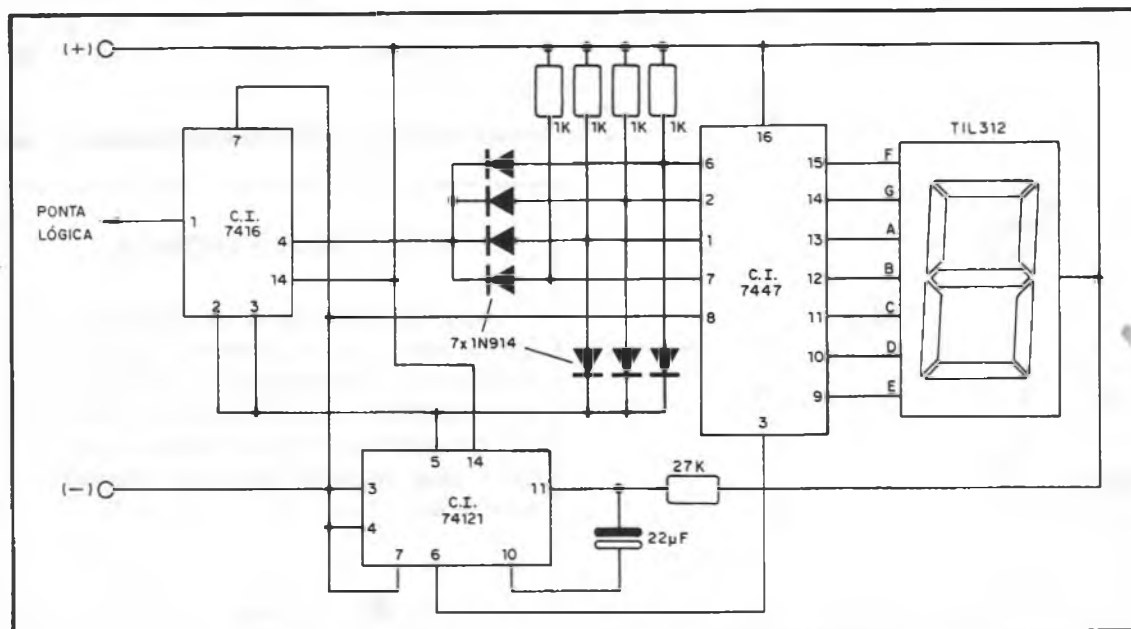 (+)
1K 1K 1K 1K
TIL312
7
16
PONTA
LÓGICA
1
C.I.
7416
4
14
2 3
6
2
1
7
8
C.I.
7447
15 F
14 G
13 A
12 B
11 C
10 D
9 E
3
7x1N914
5 14
27K
(-)
3
4
C.I.
74121
11
7 6 10
22µF